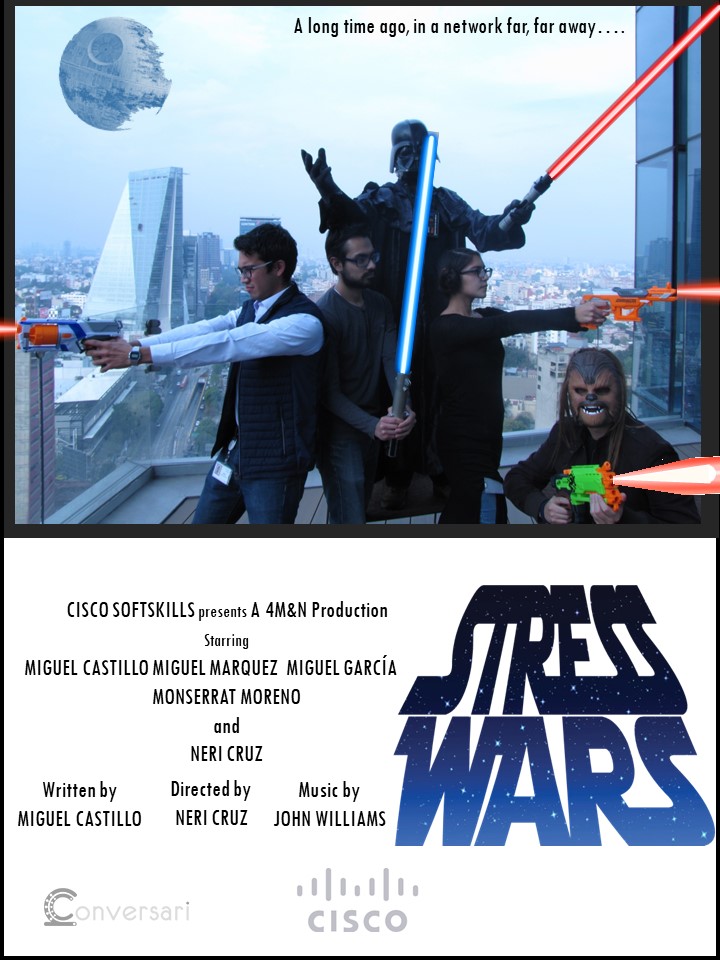 A long time ago, in a network far, far away....
CISCO SOFTSKILLS presents A 4M&N Production
Starring
MIGUEL CASTILLO MIGUEL MARQUEZ MIGUEL GARCÍA
MONSERRAT MORENO
and
NERI CRUZ
Written by
MIGUEL CASTILLO
Directed by
NERI CRUZ
Music by
JOHN WILLIAMS
STRESS
WARS
Conversari
CISCO